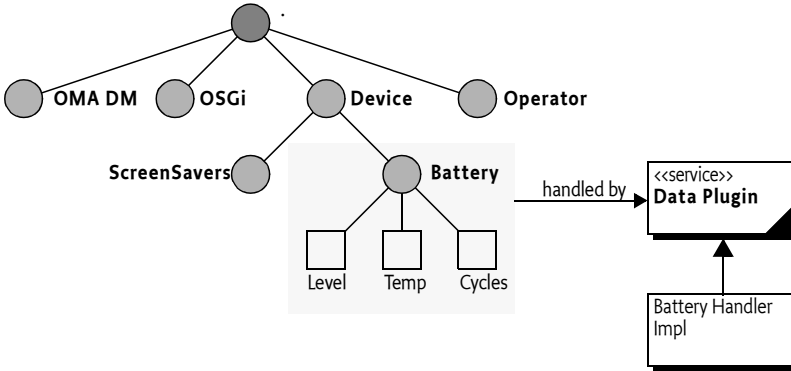 .
OMA DM
OSGi
Device
Operator
ScreenSavers
Battery
handled by
<<service>>
Data Plugin
Level
Temp
Cycles
Battery Handler
Impl